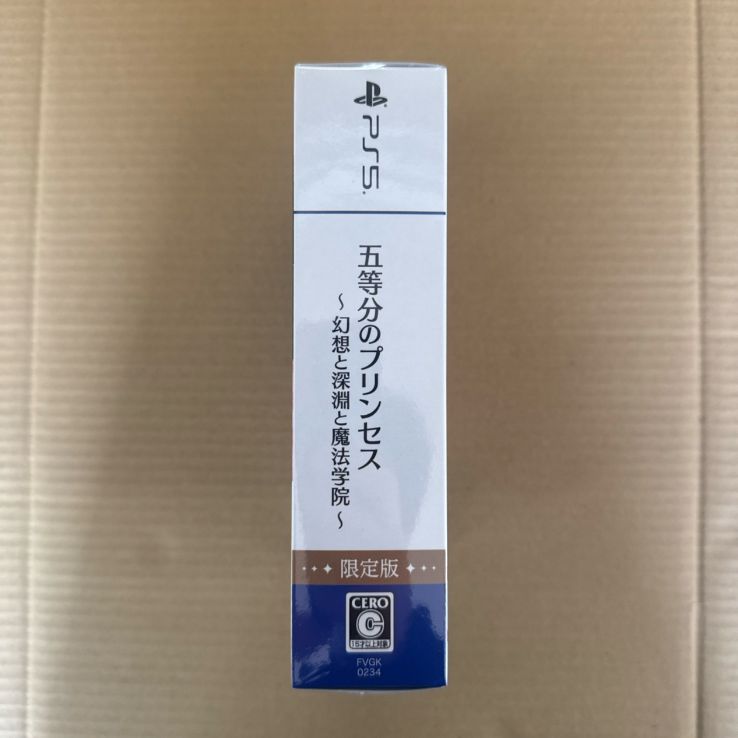 PS5
五等分のプリンセス
～幻想と深淵と魔法学院～
限定版
CERO
C
15才以上対象
FVGK
0234